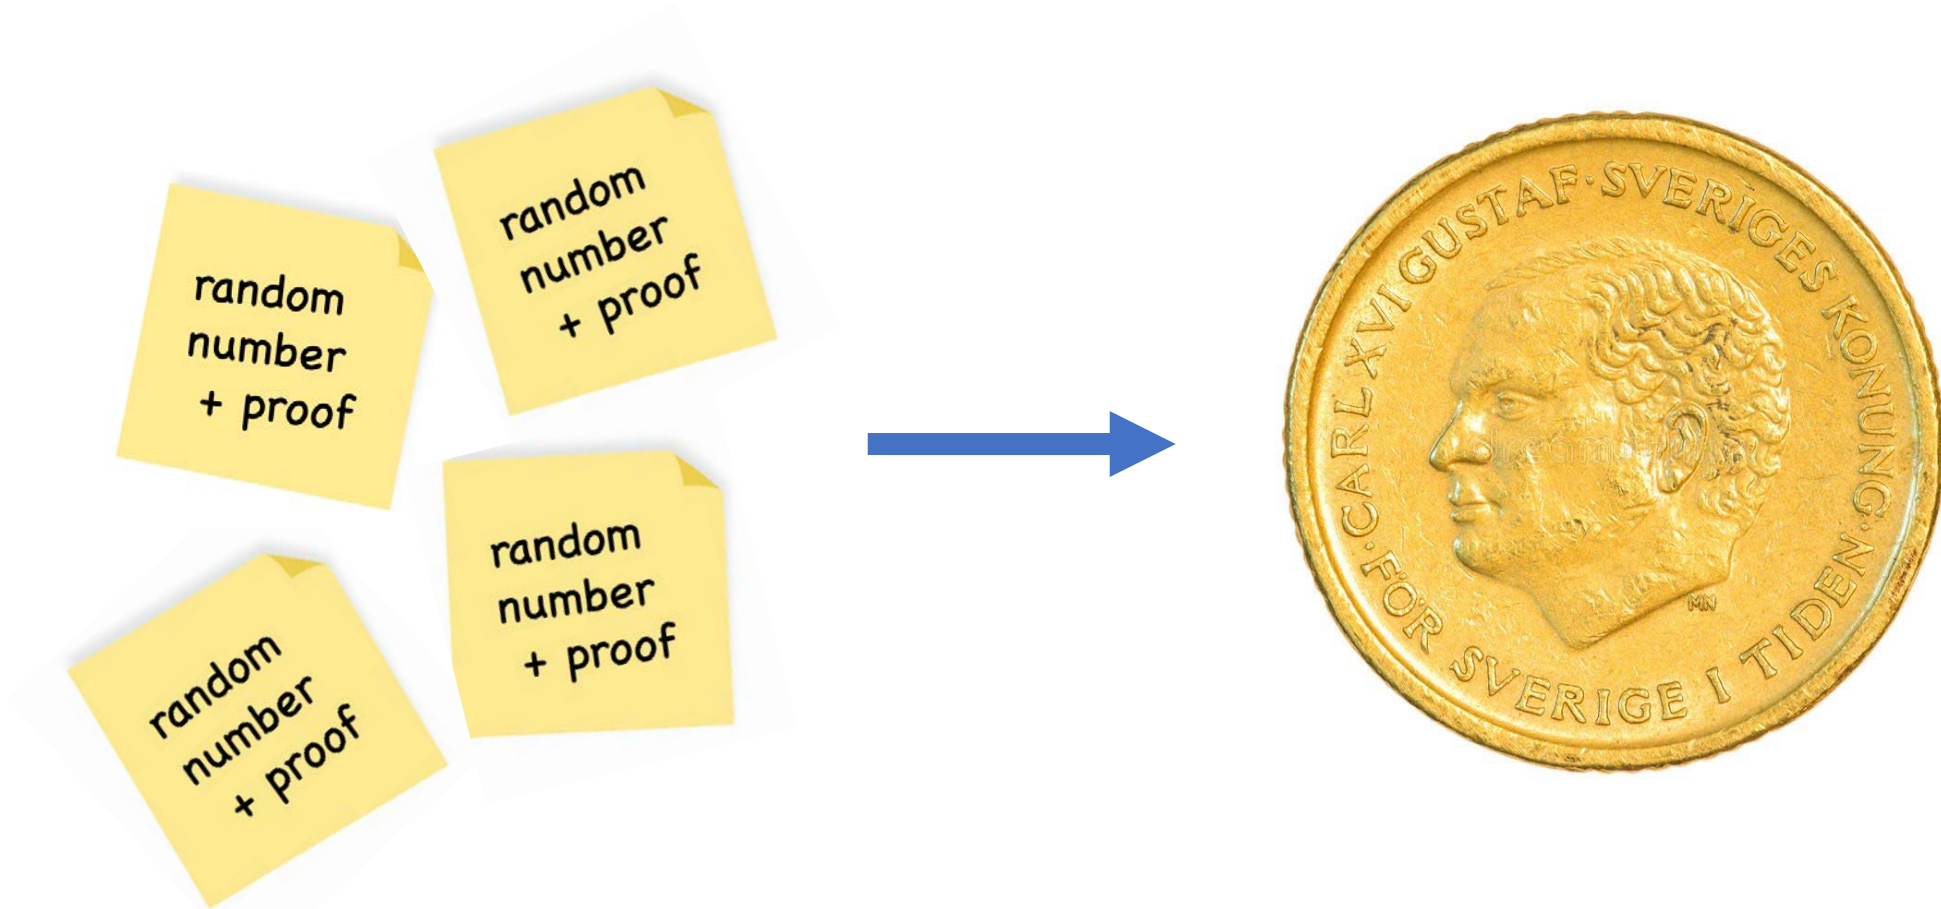 random
number
+ proof
random
number
+ proof
random
number
+ proof
random
number
+ proof
· CARL XVI GUSTAF · SVERIGES KONUNG ·
FÖR SVERIGE I TIDEN ·
MN